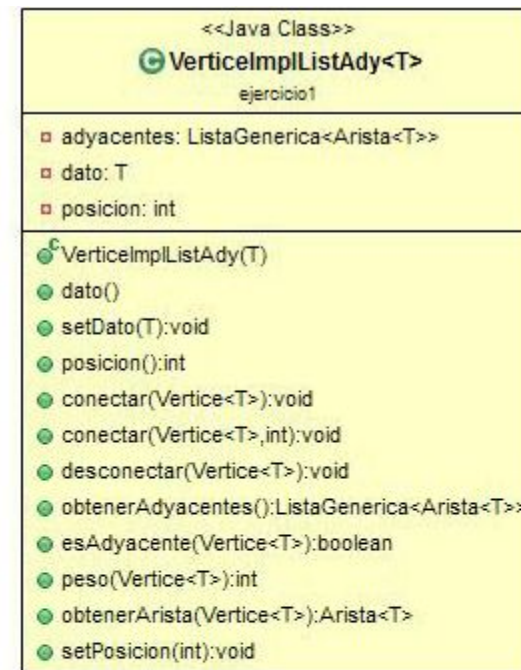 <<Java Class>>
VerticeImplListAdy<T>
ejercicio1
adyacentes: ListaGenerica<Arista<T>>
dato: T
posicion: int
VerticeImplListAdy(T)
dato()
setDato(T):void
posicion():int
conectar(Vertice<T>):void
conectar(Vertice<T>,int):void
desconectar(Vertice<T>):void
obtenerAdyacentes():ListaGenerica<Arista<T>>
esAdyacente(Vertice<T>):boolean
peso(Vertice<T>):int
obtenerArista(Vertice<T>):Arista<T>
setPosicion(int):void